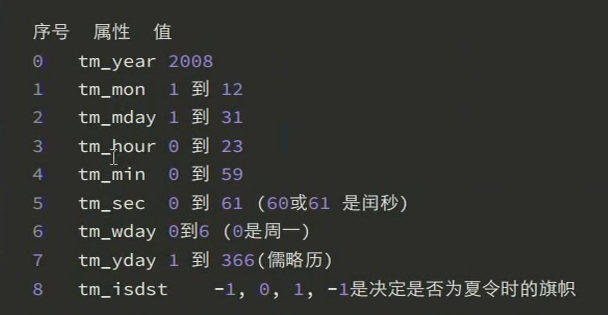 序号 属性 值
0 tm_year 2008
1 tm_mon 1 到 12
2 tm_mday 1 到 31
3 tm_hour 0 到 23
4 tm_min 0 到 59
5 tm_sec 0 到 61 (60或61 是闰秒)
6 tm_wday 0到6 (0是周一)
7 tm_yday 1 到 366(儒略历)
8 tm_isdst -1, 0, 1, -1是决定是否为夏令时的旗帜